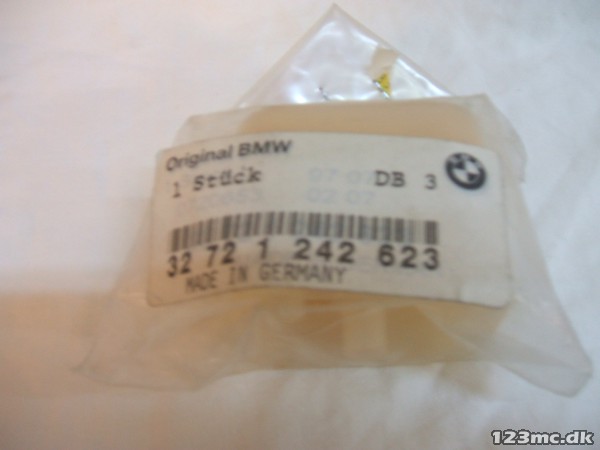 Original BMW
1 Stück DB 3
32 72 1 242 623
MADE IN GERMANY
123mc.dk